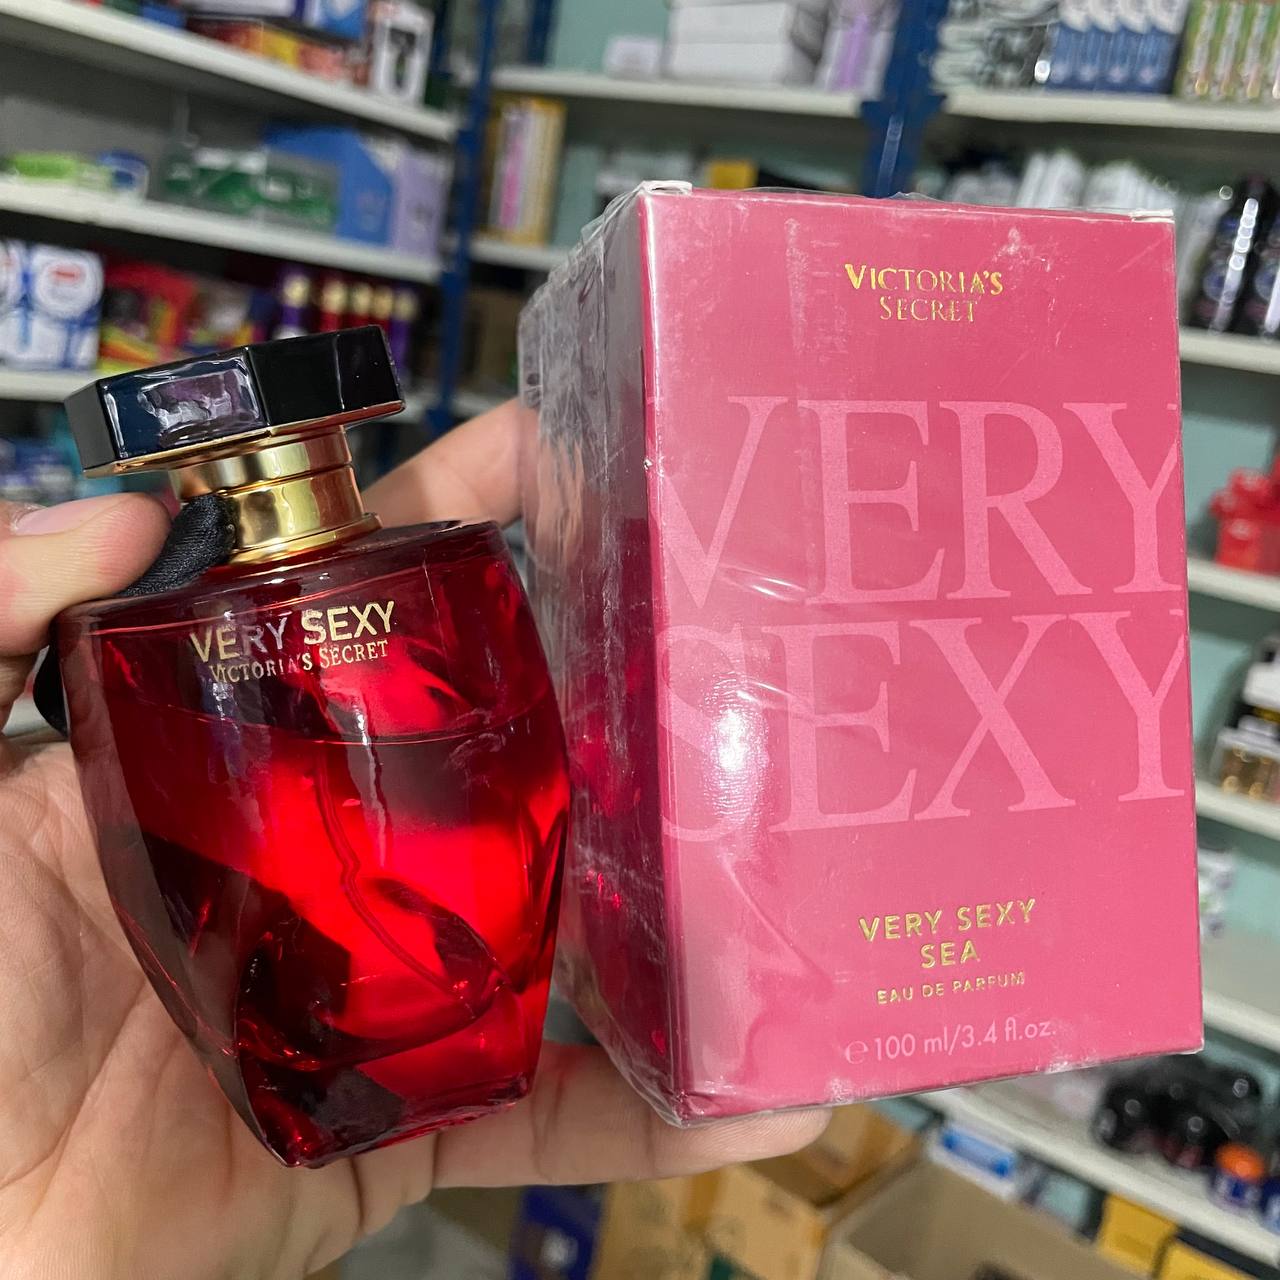 VERY SEXY
VICTORIA'S SECRET
VICTORIA'S
SECRET
VERY
SEXY
VERY SEXY
SEA
EAU DE PARFUM
℮ 100 ml/3.4 fl.oz.